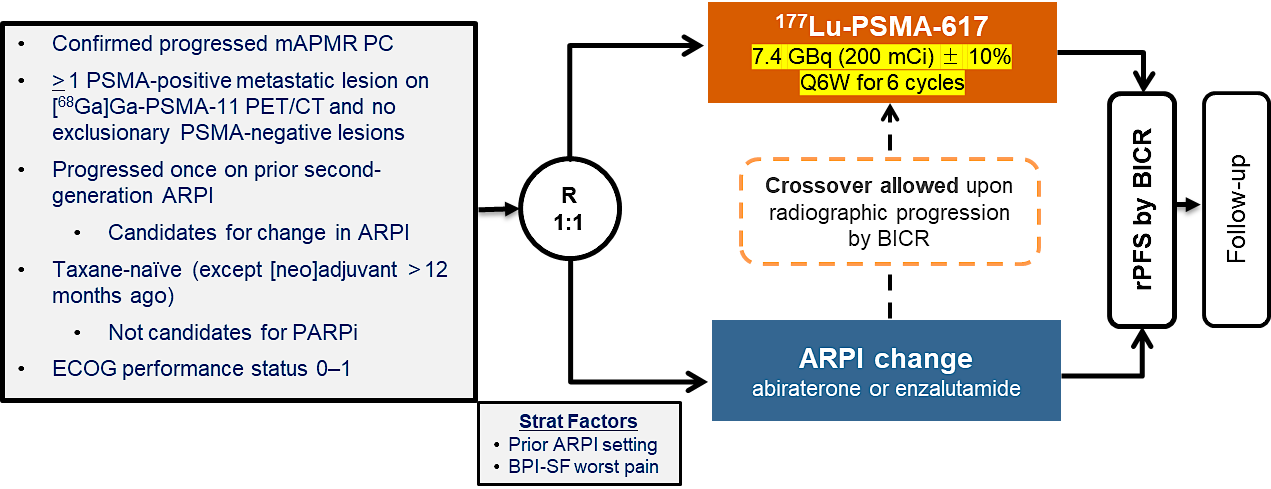 • Confirmed progressed mAPMR PC
• ≥ 1 PSMA-positive metastatic lesion on
[⁶⁸Ga]Ga-PSMA-11 PET/CT and no
exclusionary PSMA-negative lesions
• Progressed once on prior second-
generation ARPI
• Candidates for change in ARPI
• Taxane-naïve (except [neo]adjuvant > 12
months ago)
• Not candidates for PARPi
• ECOG performance status 0–1
R
1:1
Strat Factors
• Prior ARPI setting
• BPI-SF worst pain
¹⁷⁷Lu-PSMA-617
7.4 GBq (200 mCi) ± 10%
Q6W for 6 cycles
Crossover allowed upon
radiographic progression
by BICR
ARPI change
abiraterone or enzalutamide
rPFS by BICR
Follow-up